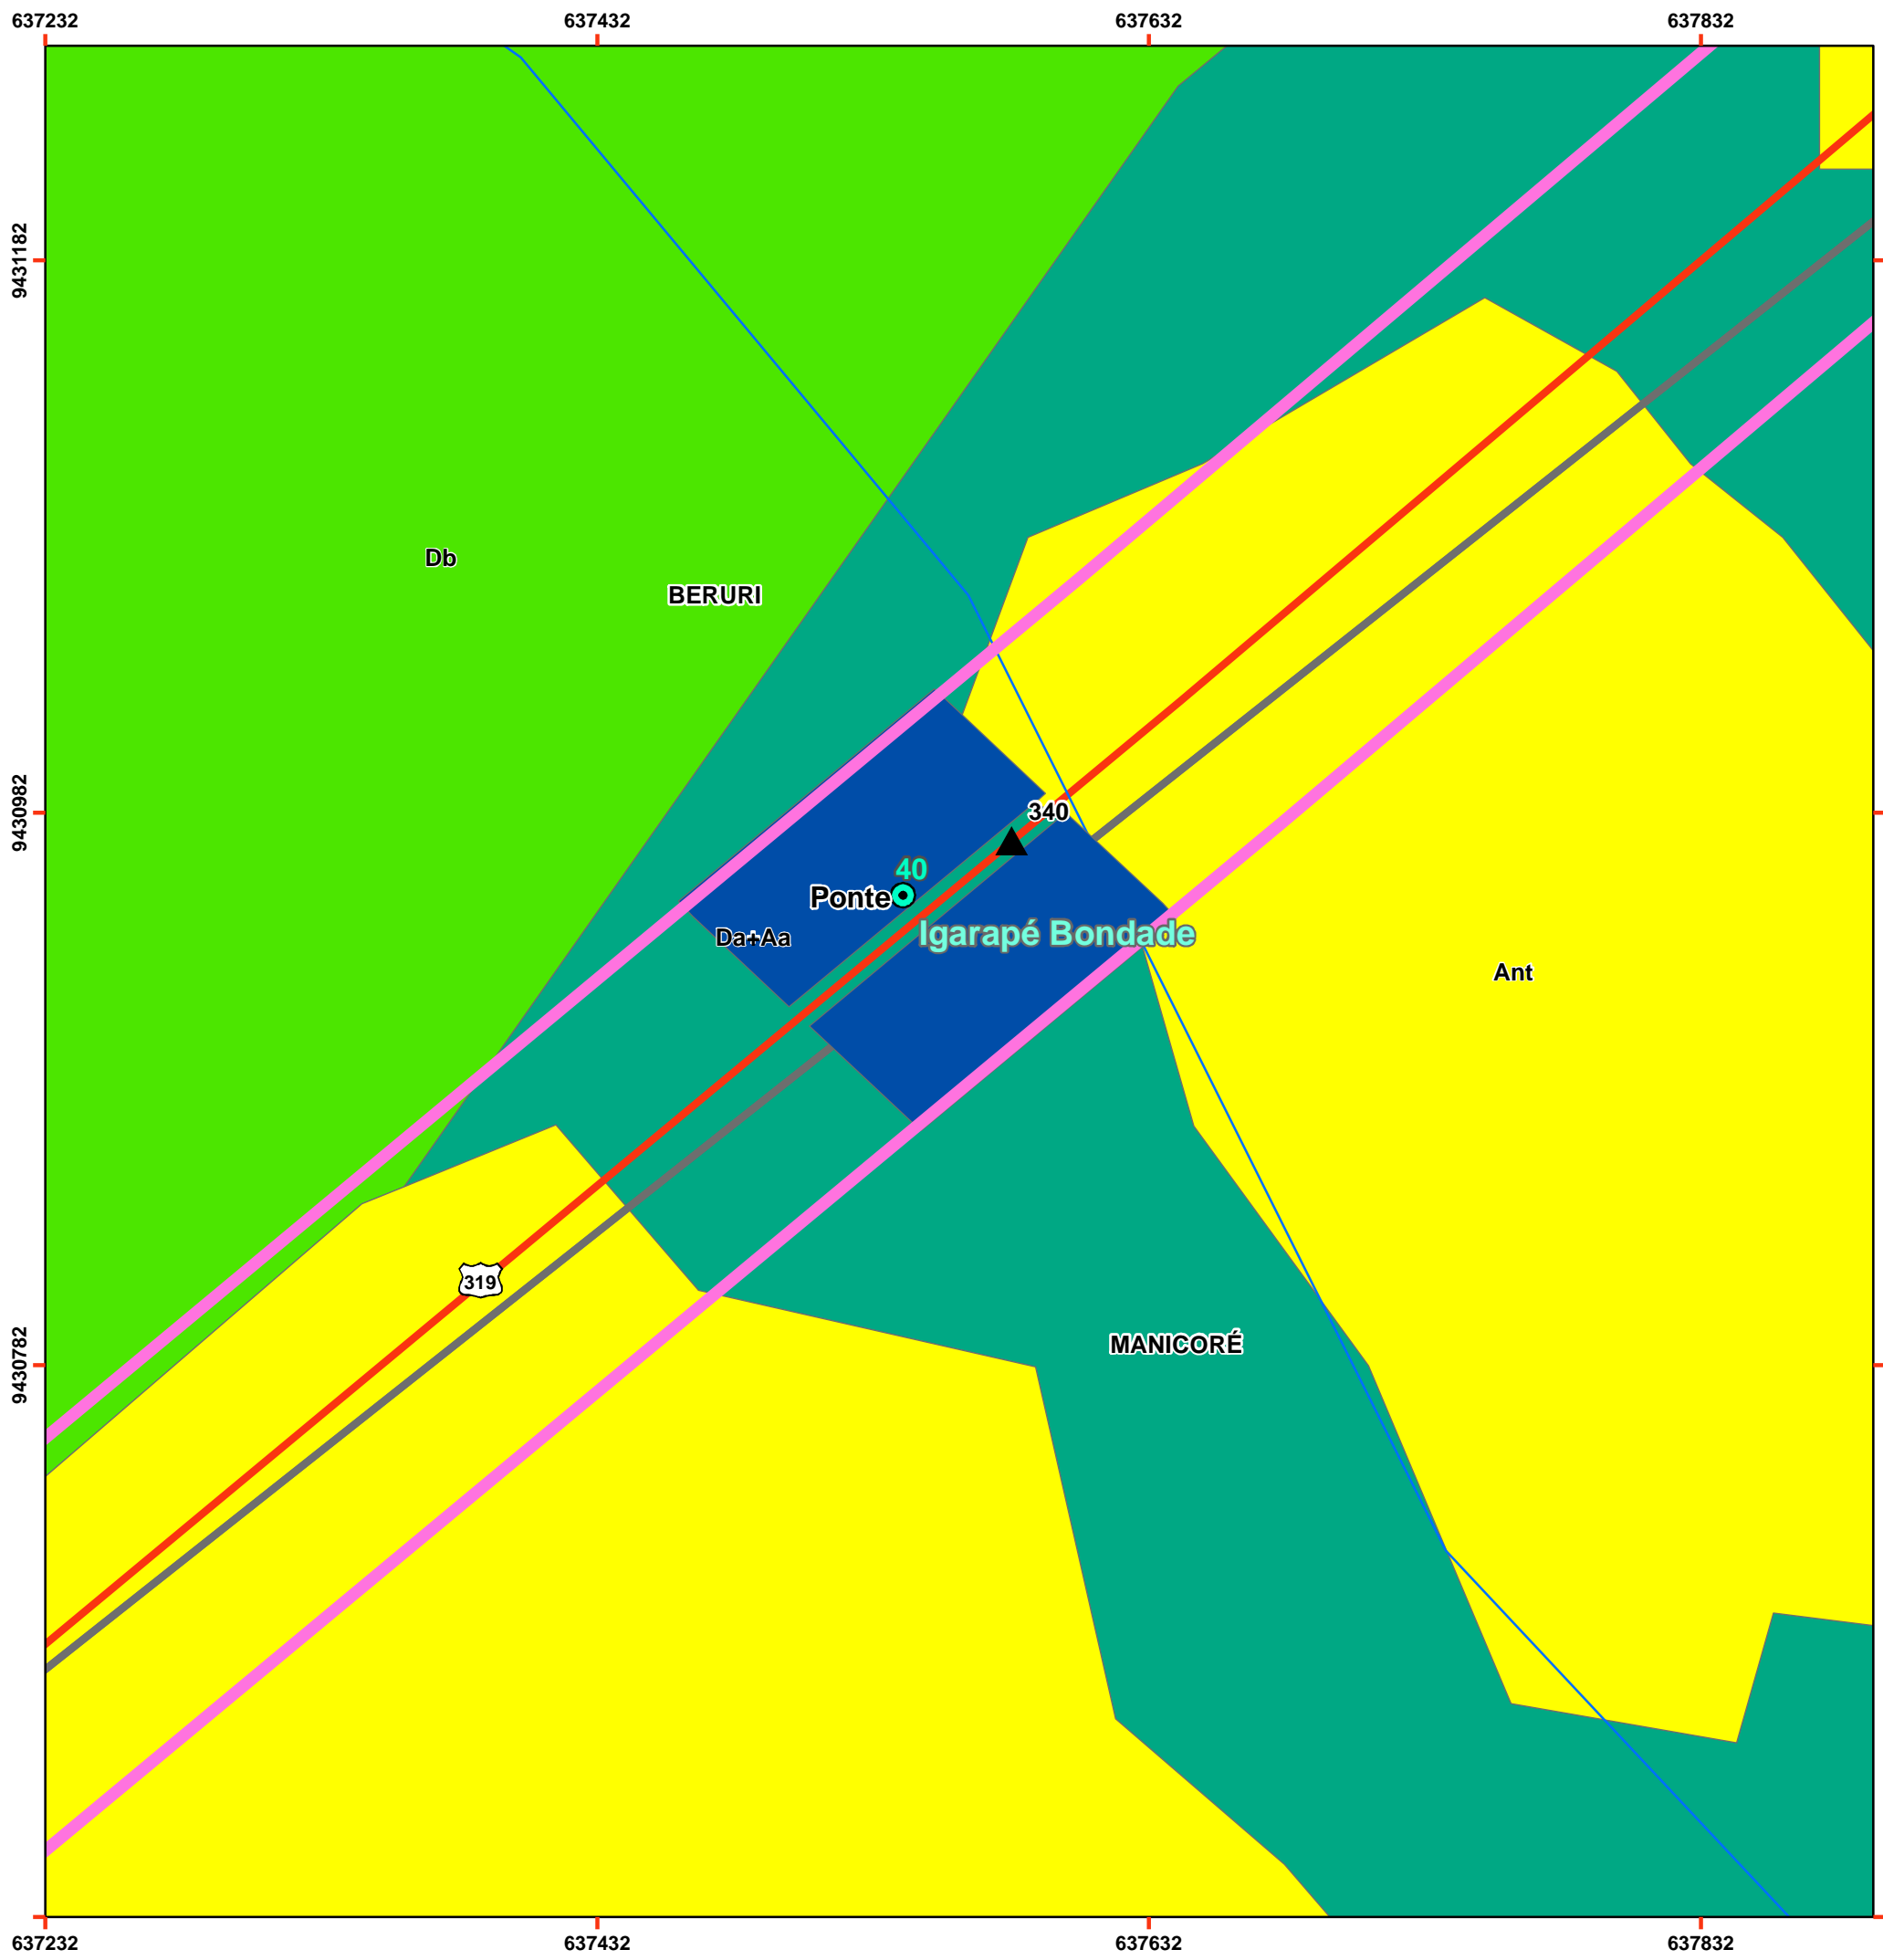 637232 637432 637632 637832
9431182
Db
BERURI
9430982
340
40
Ponte
Da+Aa
Igarapé Bondade
Ant
319
MANICORÉ
9430782
637232 637432 637632 637832